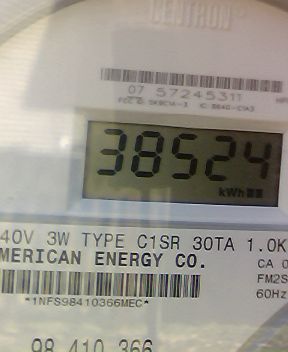 CENTRON®
07 57245311
38524
kWh
40V 3W TYPE C1SR 30TA 1.0K
MERICAN ENERGY CO.
CA 0
FM2S
60Hz
*1NFS98410366MEC*
98 410 366